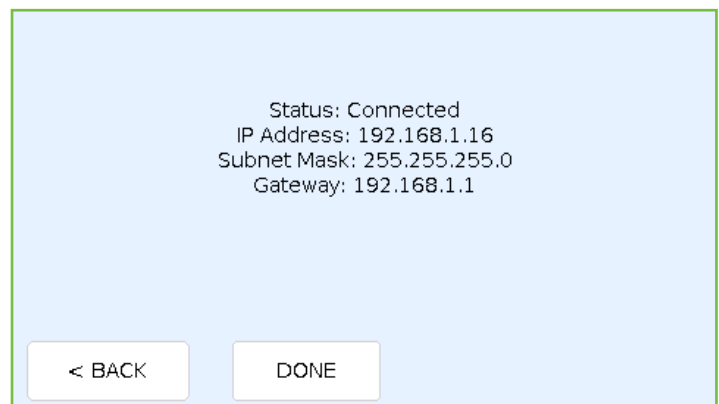 Status: Connected
IP Address: 192.168.1.16
Subnet Mask: 255.255.255.0
Gateway: 192.168.1.1
< BACK
DONE